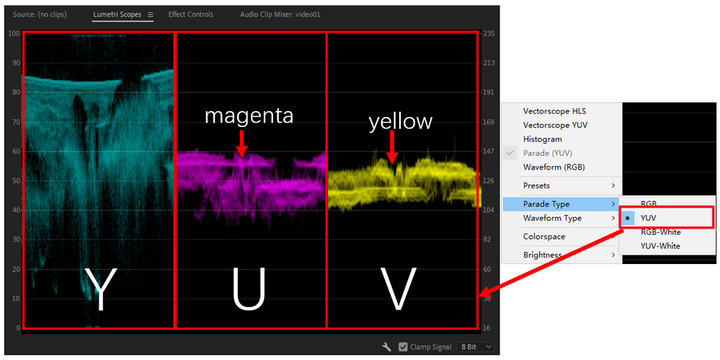 Source: (no clips) Lumetri Scopes Effect Controls Audio Clip Mixer: video01
100 235
90 213
80 191
70 169
60 147
50 126
40 104
30 82
20 60
10 38
0 16
magenta
yellow
Y U V
Clamp Signal 8 Bit
Vectorscope HLS
Vectorscope YUV
Histogram
Parade (YUV)
Waveform (RGB)
Presets
Parade Type
Waveform Type
Colorspace
Brightness
RGB
YUV
RGB-White
YUV-White